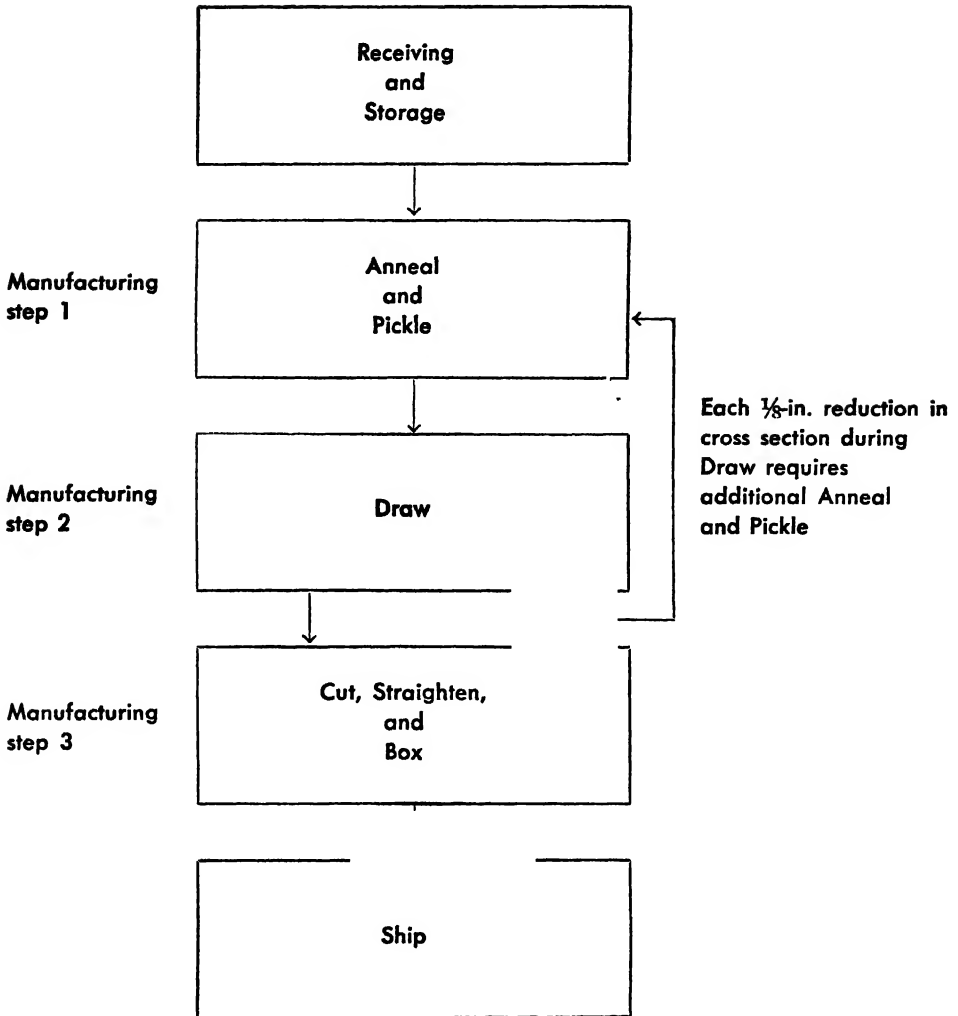 Receiving
and
Storage
Manufacturing
step 1
Anneal
and
Pickle
Each ⅛-in. reduction in
cross section during
Draw requires
additional Anneal
and Pickle
Manufacturing
step 2
Draw
Manufacturing
step 3
Cut, Straighten,
and
Box
Ship